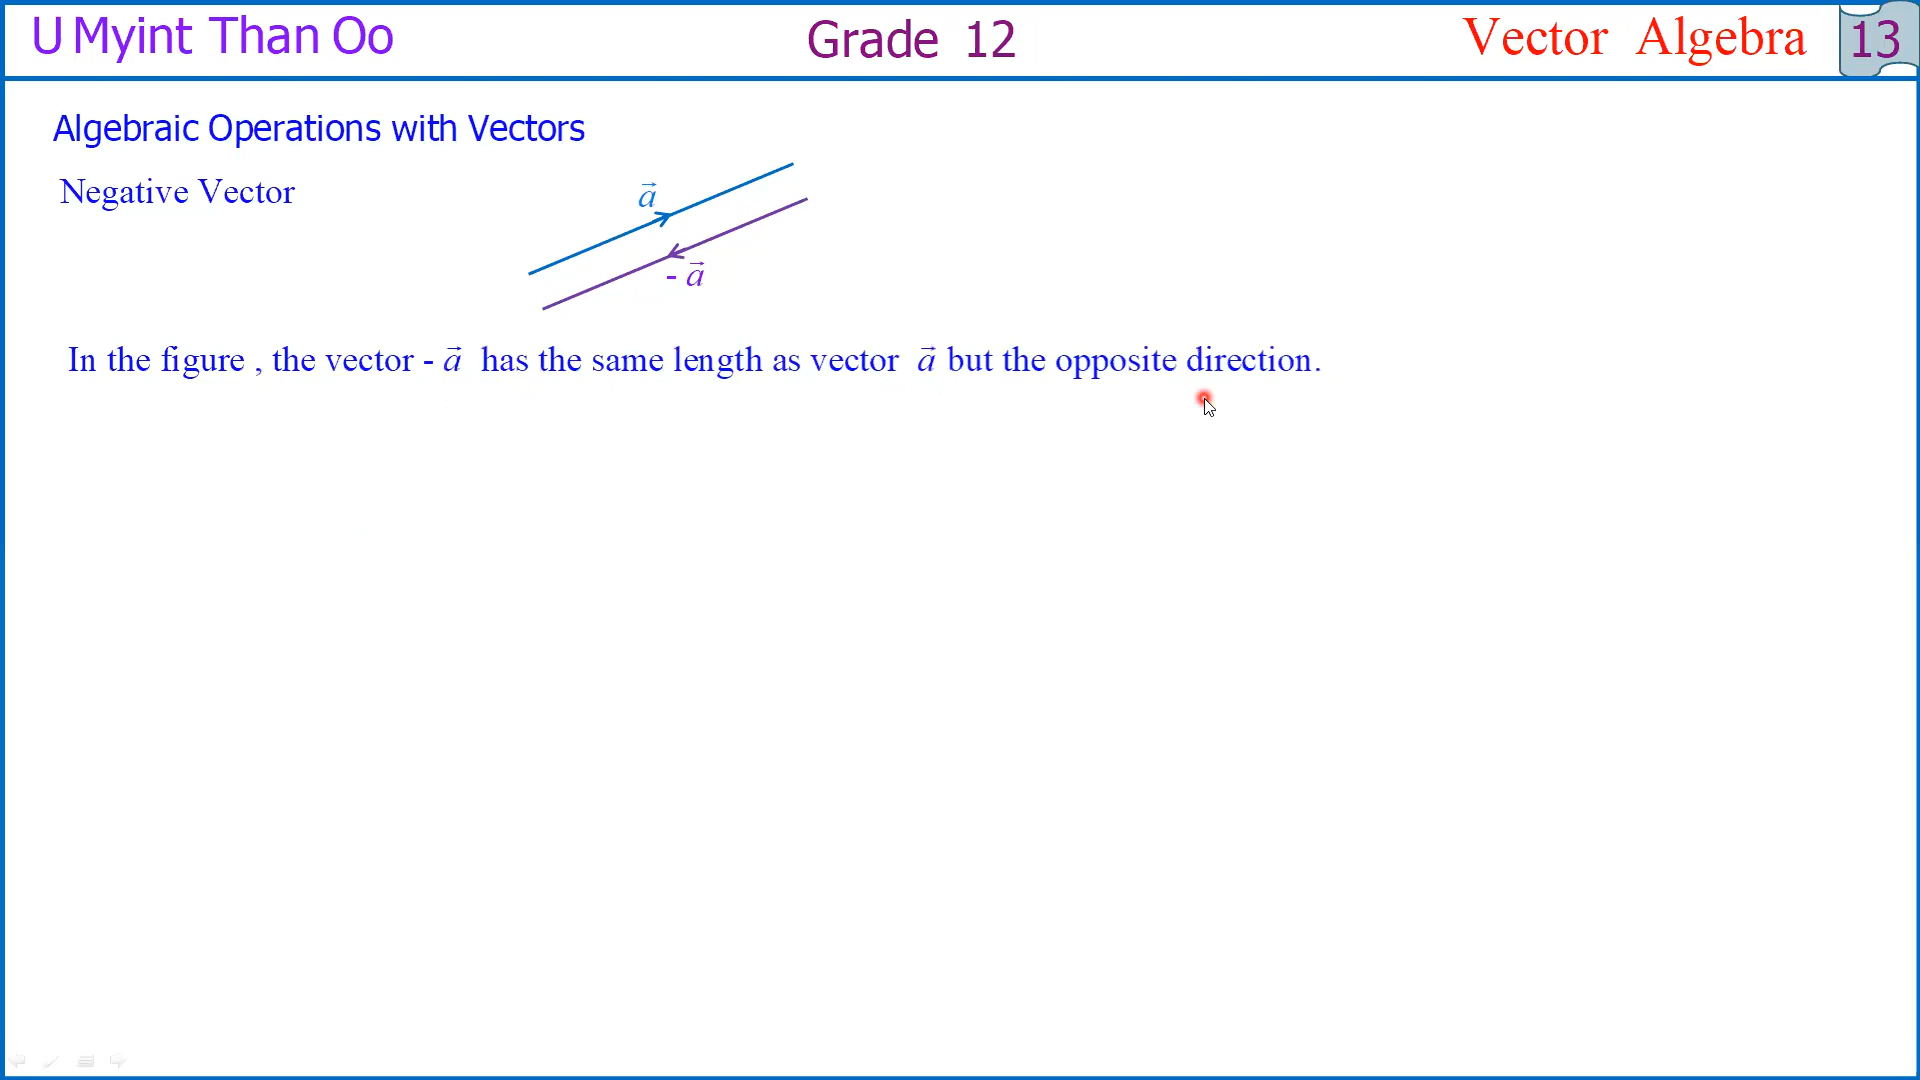 U Myint Than Oo
Grade 12
Vector Algebra
13
Algebraic Operations with Vectors
Negative Vector
a⃗
- a⃗
In the figure , the vector - a⃗ has the same length as vector a⃗ but the opposite direction.